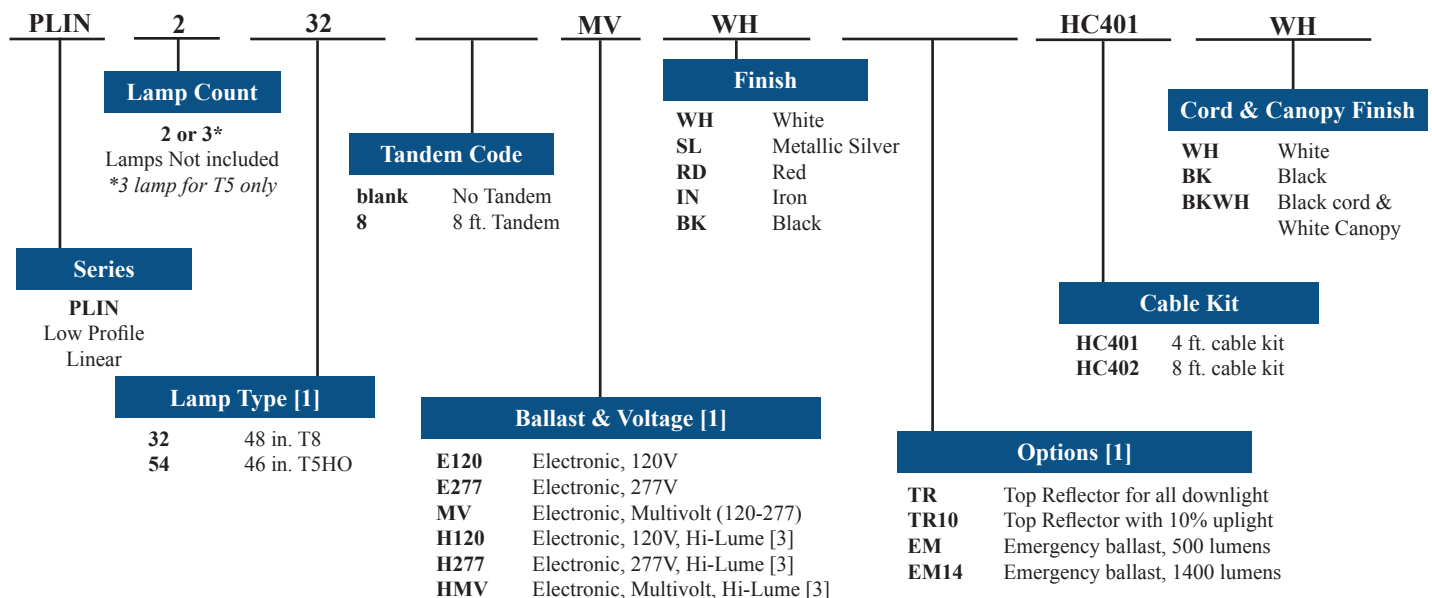 PLIN 2 32 MV WH HC401 WH
Lamp Count
2 or 3*
Lamps Not included
*3 lamp for T5 only
Series
PLIN
Low Profile
Linear
Lamp Type [1]
32 48 in. T8
54 46 in. T5HO
Tandem Code
blank No Tandem
8 8 ft. Tandem
Ballast & Voltage [1]
E120 Electronic, 120V
E277 Electronic, 277V
MV Electronic, Multivolt (120-277)
H120 Electronic, 120V, Hi-Lume [3]
H277 Electronic, 277V, Hi-Lume [3]
HMV Electronic, Multivolt, Hi-Lume [3]
Finish
WH White
SL Metallic Silver
RD Red
IN Iron
BK Black
Options [1]
TR Top Reflector for all downlight
TR10 Top Reflector with 10% uplight
EM Emergency ballast, 500 lumens
EM14 Emergency ballast, 1400 lumens
Cable Kit
HC401 4 ft. cable kit
HC402 8 ft. cable kit
Cord & Canopy Finish
WH White
BK Black
BKWH Black cord &
White Canopy